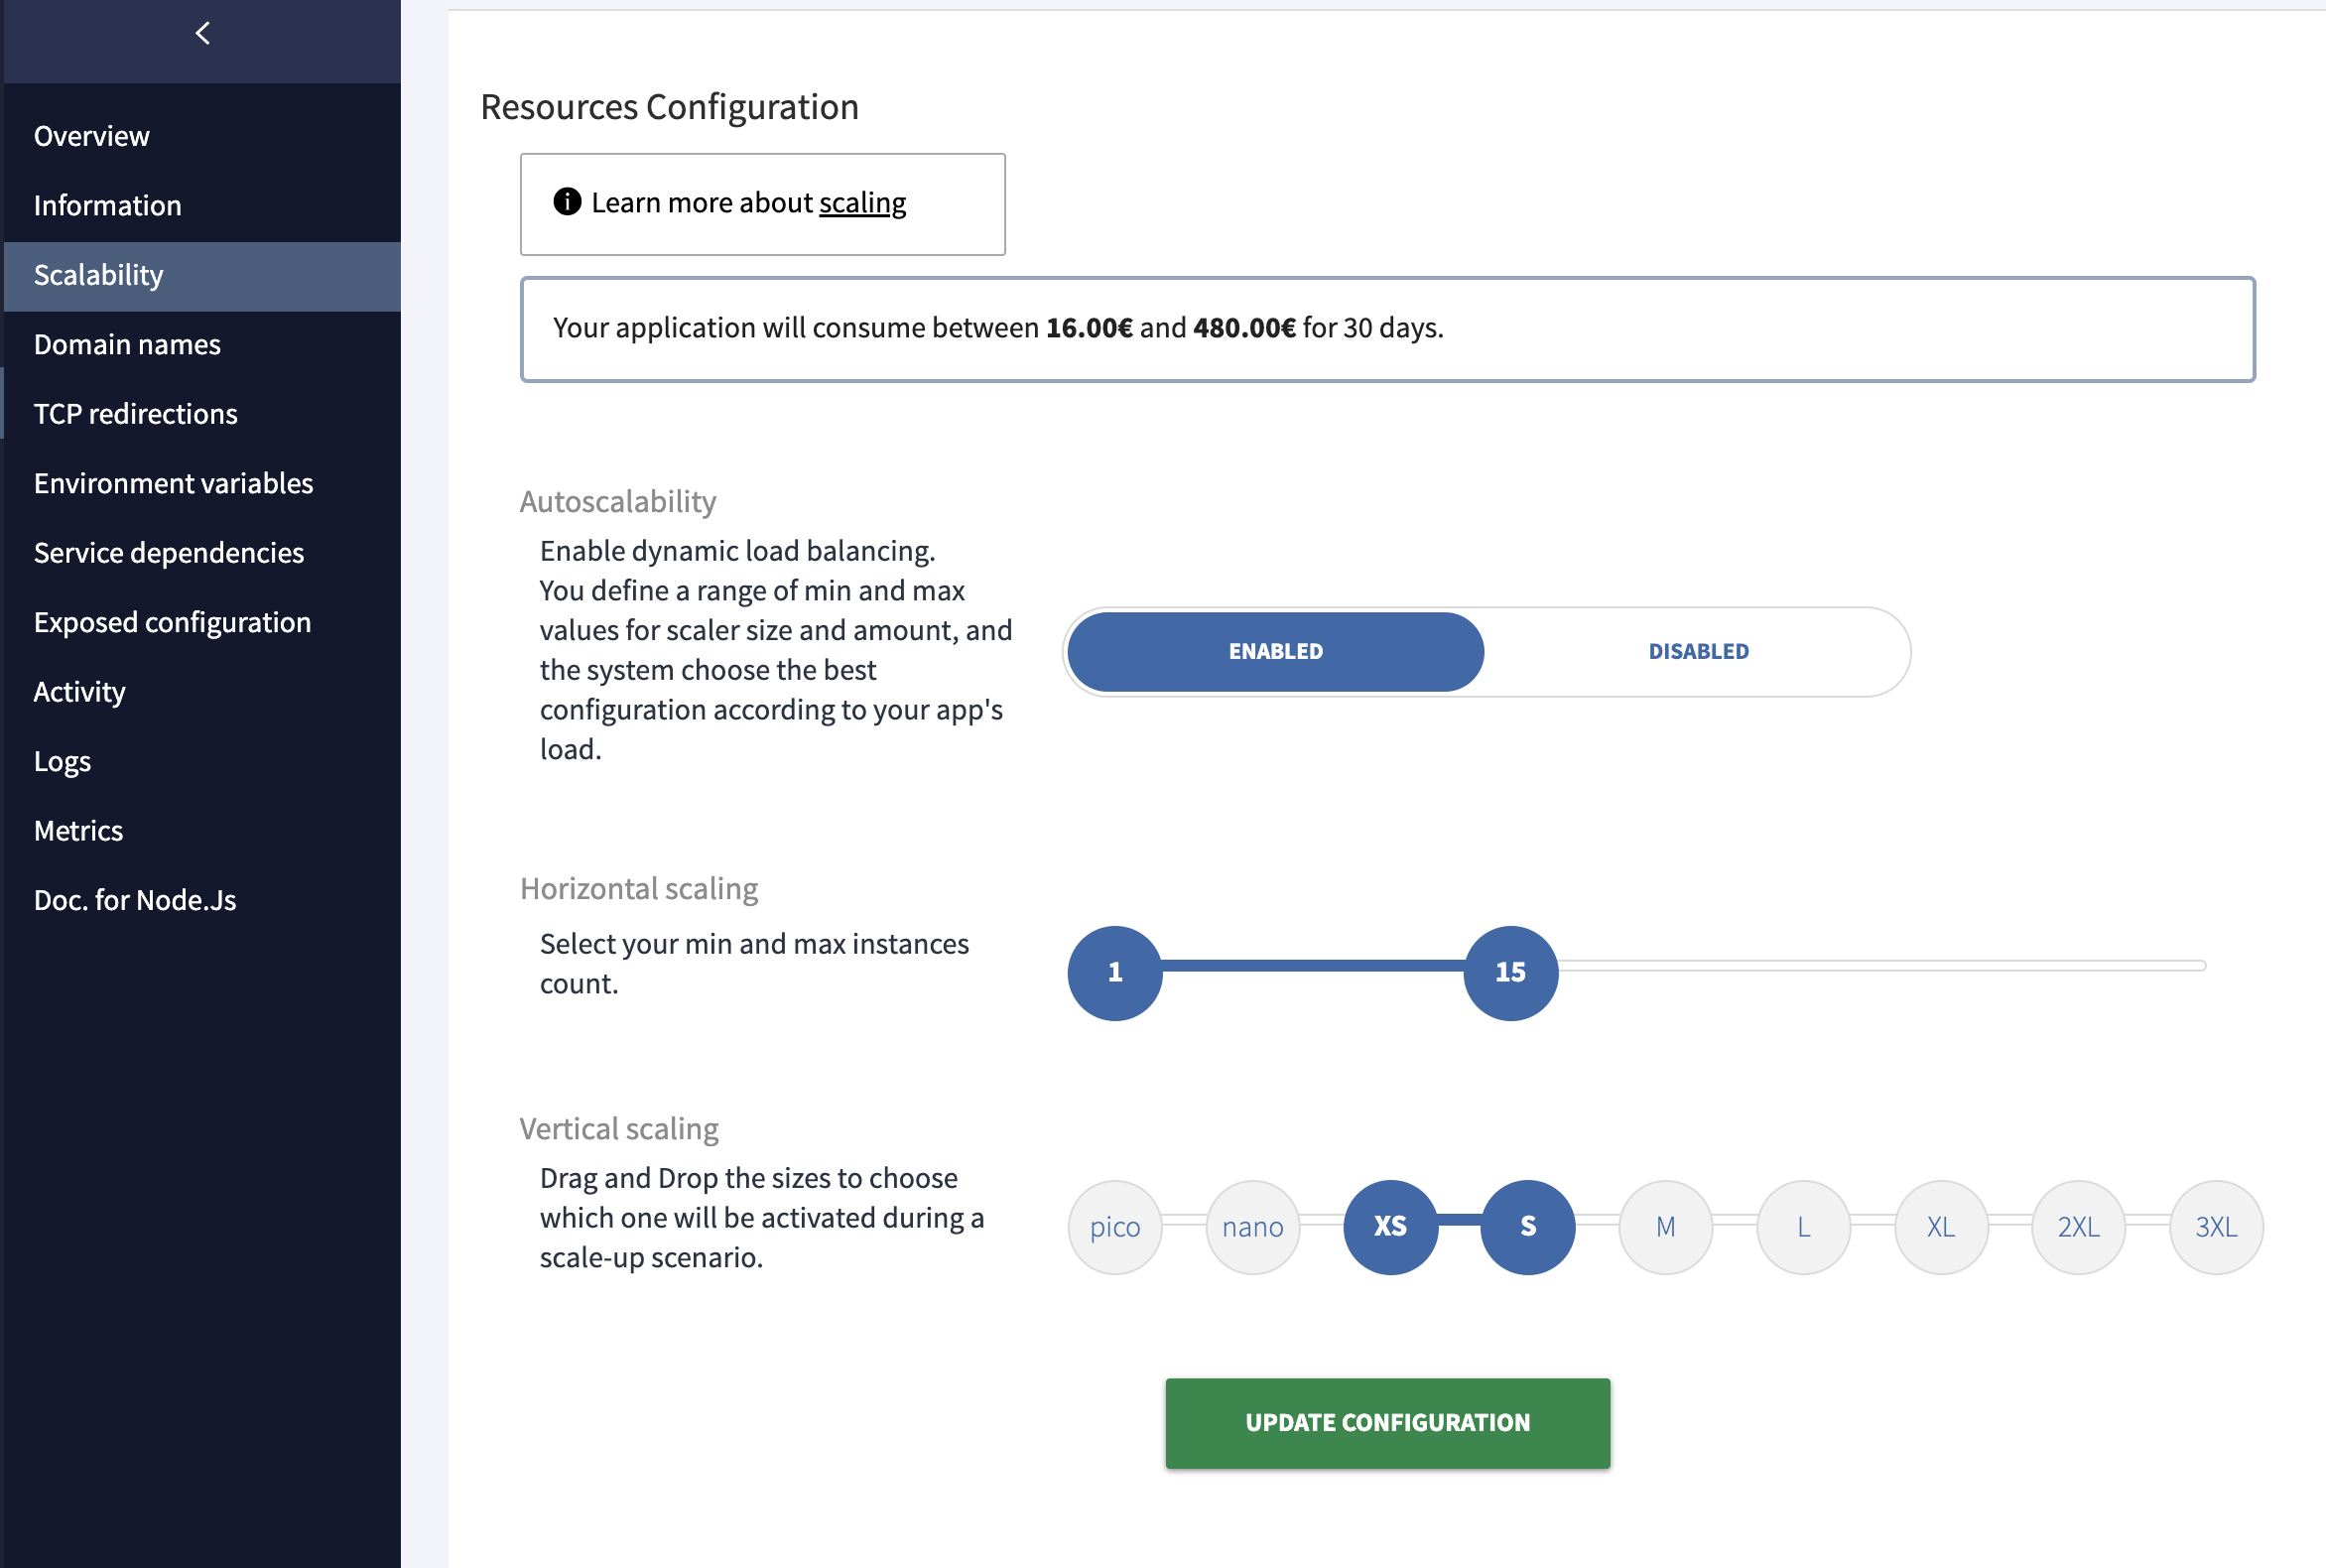 Overview
Information
Scalability
Domain names
TCP redirections
Environment variables
Service dependencies
Exposed configuration
Activity
Logs
Metrics
Doc. for Node.Js
Resources Configuration
Learn more about scaling
Your application will consume between 16.00€ and 480.00€ for 30 days.
Autoscalability
Enable dynamic load balancing.
You define a range of min and max
values for scaler size and amount, and
the system choose the best
configuration according to your app's
load.
ENABLED DISABLED
Horizontal scaling
Select your min and max instances
count.
1 15
Vertical scaling
Drag and Drop the sizes to choose
which one will be activated during a
scale-up scenario.
pico nano XS S M L XL 2XL 3XL
UPDATE CONFIGURATION